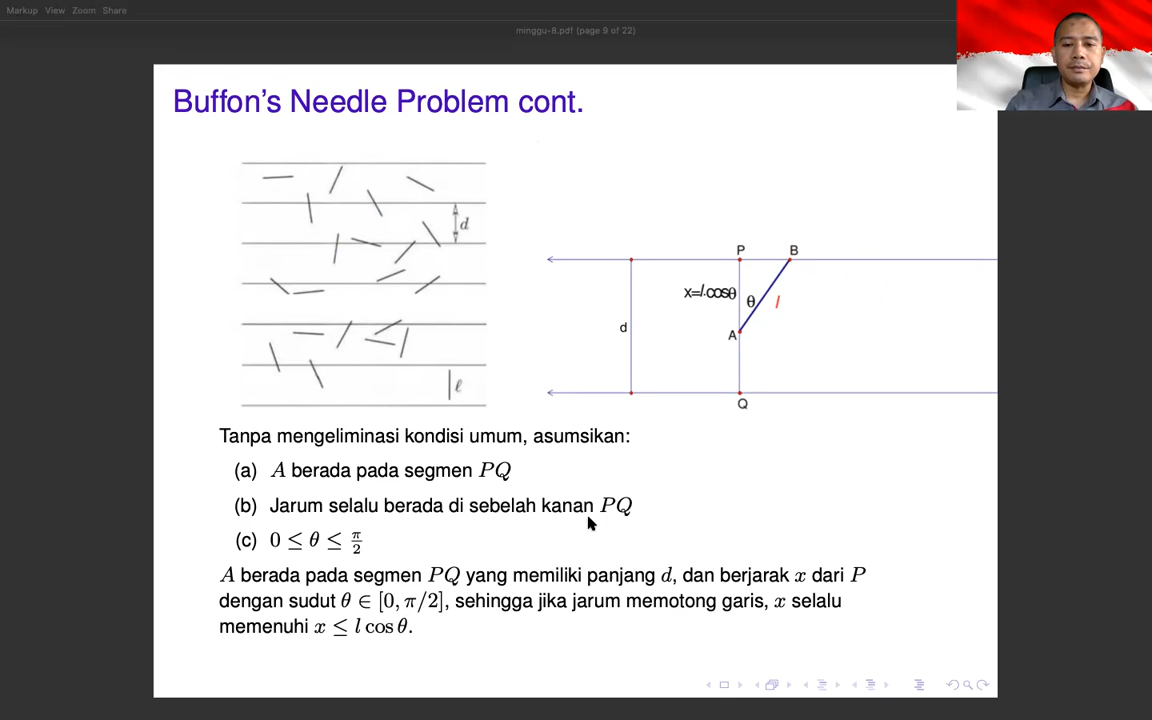 Markup View Zoom Share
minggu-8.pdf (page 9 of 22)
Buffon's Needle Problem cont.
d
ℓ
P
B
x=l.cosθ
θ
l
d
A
Q
Tanpa mengeliminasi kondisi umum, asumsikan:
(a) A berada pada segmen PQ
(b) Jarum selalu berada di sebelah kanan PQ
(c) 0 ≤ θ ≤ π/2
A berada pada segmen PQ yang memiliki panjang d, dan berjarak x dari P
dengan sudut θ ∈ [0, π/2], sehingga jika jarum memotong garis, x selalu
memenuhi x ≤ l cos θ.